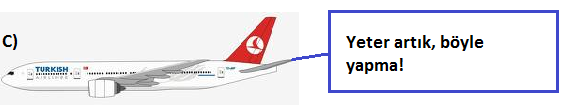 C)
TURKISH
AIRLINES
Yeter artık, böyle
yapma!